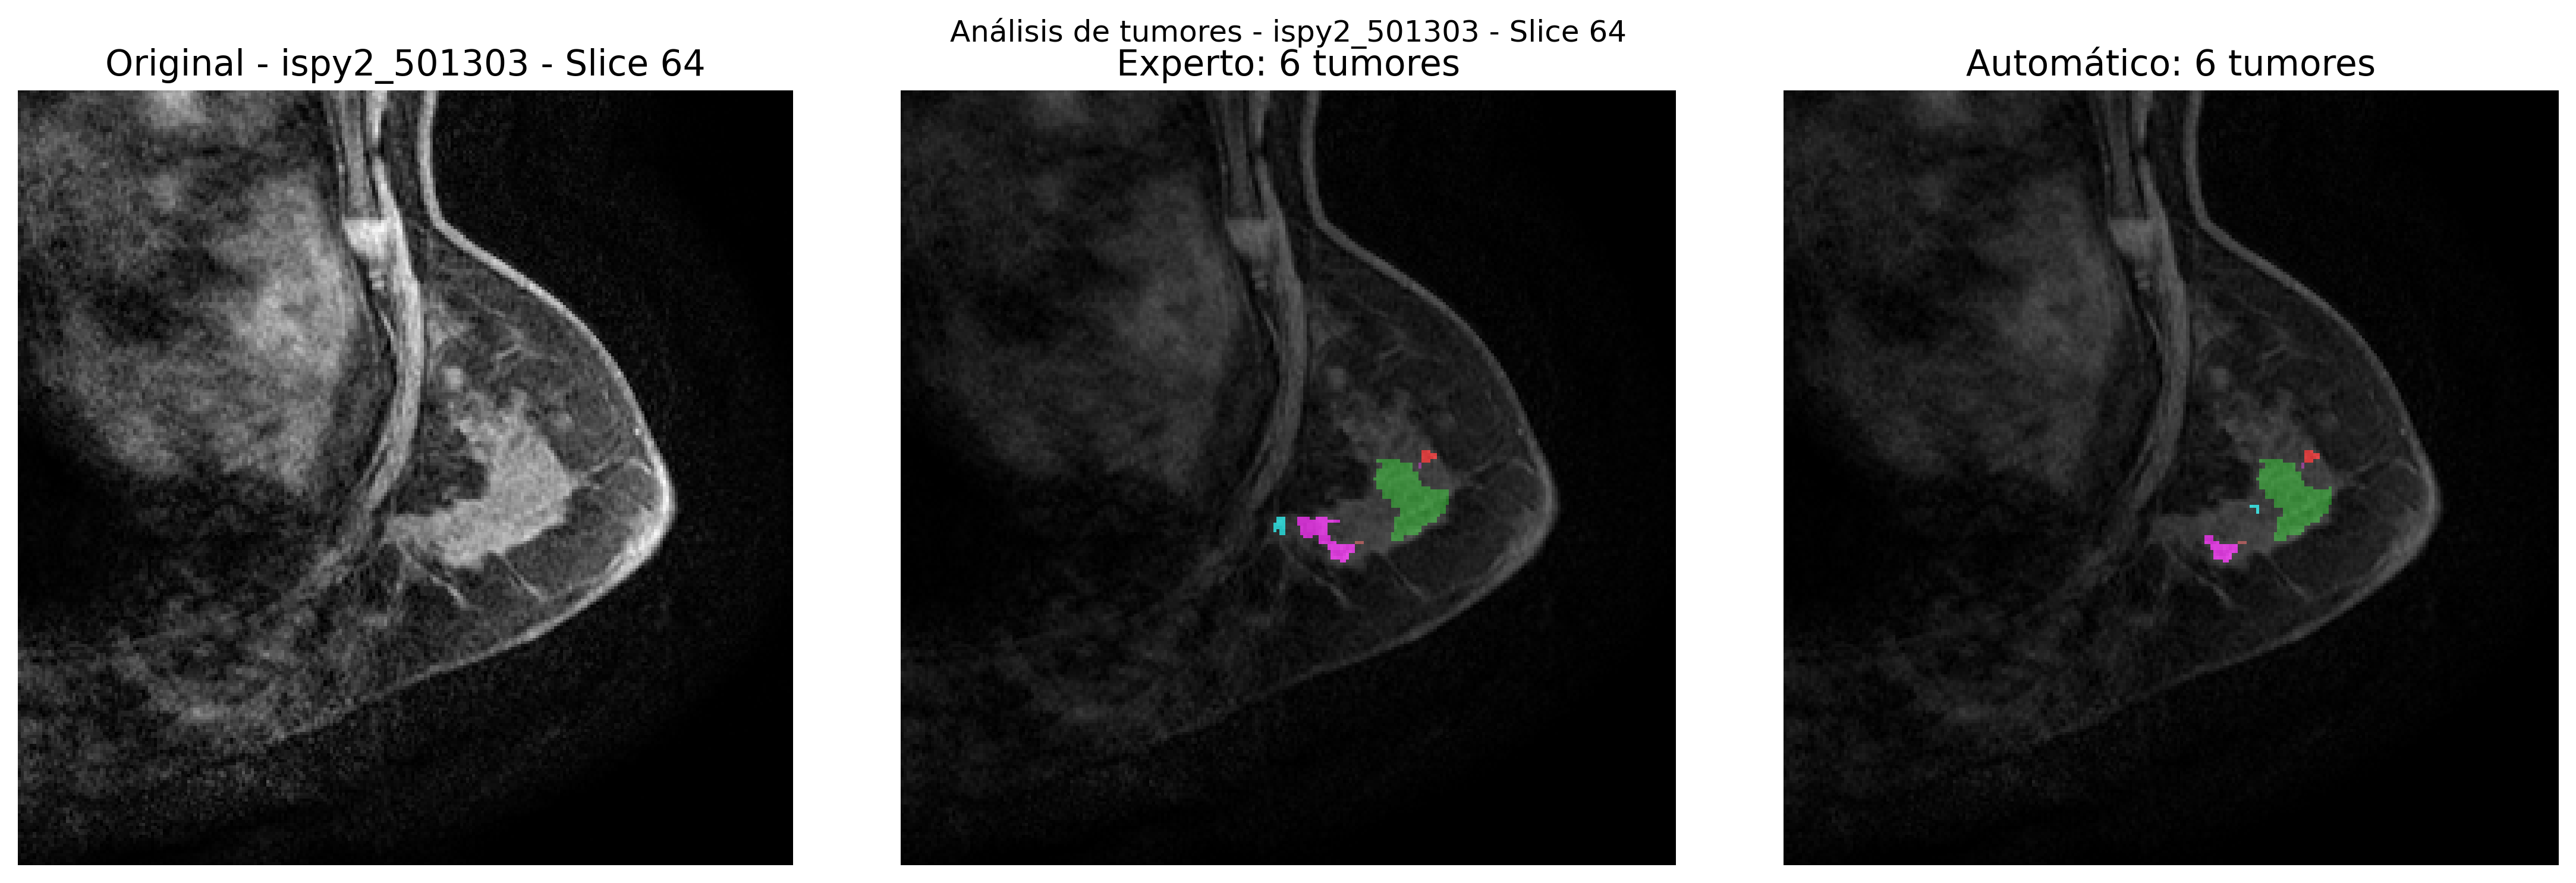 Análisis de tumores - ispy2_501303 - Slice 64
Original - ispy2_501303 - Slice 64
Experto: 6 tumores
Automático: 6 tumores